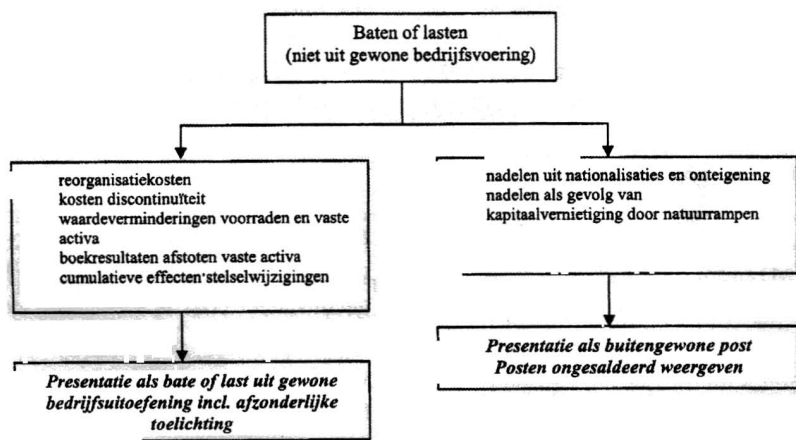 Baten of lasten
(niet uit gewone bedrijfsvoering)
reorganisatiekosten
kosten discontinuïteit
waardeverminderingen voorraden en vaste
activa
boekresultaten afstoten vaste activa
cumulatieve effecten stelselwijzigingen
nadelen uit nationalisaties en onteigening
nadelen als gevolg van
kapitaalvernietiging door natuurrampen
Presentatie als bate of last uit gewone
bedrijfsuitoefening incl. afzonderlijke
toelichting
Presentatie als buitengewone post
Posten ongesaldeerd weergeven